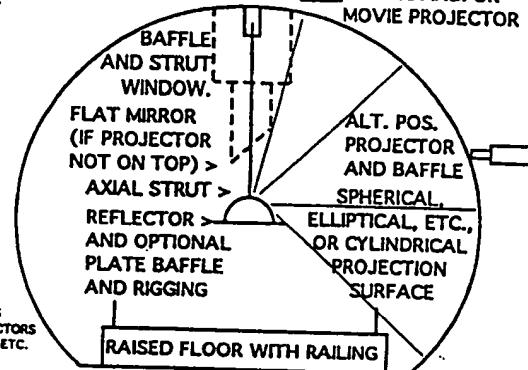 MOVIE PROJECTOR
BAFFLE
AND STRUT
WINDOW.
FLAT MIRROR
(IF PROJECTOR
NOT ON TOP) >
AXIAL STRUT >
REFLECTOR >
AND OPTIONAL
PLATE BAFFLE
AND RIGGING
ALT. POS.
PROJECTOR
AND BAFFLE
SPHERICAL,
ELLIPTICAL, ETC.,
OR CYLINDRICAL
PROJECTION
SURFACE
CTORS
ETC.
RAISED FLOOR WITH RAILING